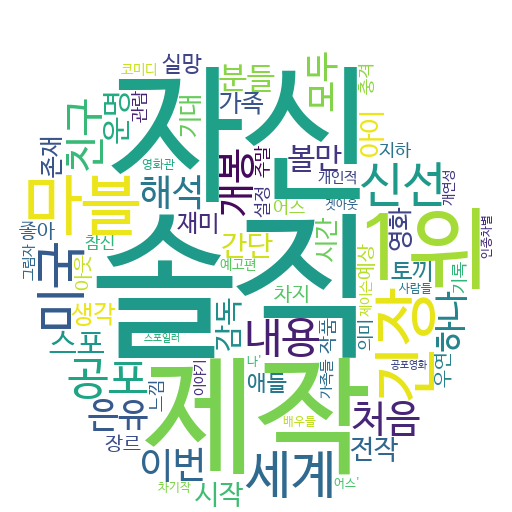 코미디
실망
분들
모두
충격
자신
친구
운명
관람
기대
가족
아이
존재
영화관
주말
볼만
지하
마블
해석
개봉
설정
개인적
신선
개연성
좋아
참신
재미
어스
겟아웃
1위
미국
이웃
간단
시간
영화
그림자
예고편
예상
토끼
인종차별
솔직
생각
감독
차지
제이슨
사람들
기록
긴장
하나
스포
스포일러
내용
작품
의미
우연
공포
이야기
나'
애들
가족들
공포영화
은유
느낌
제작
배우들
처음
장르
이번
세계
전작
차기작
시작
어스'